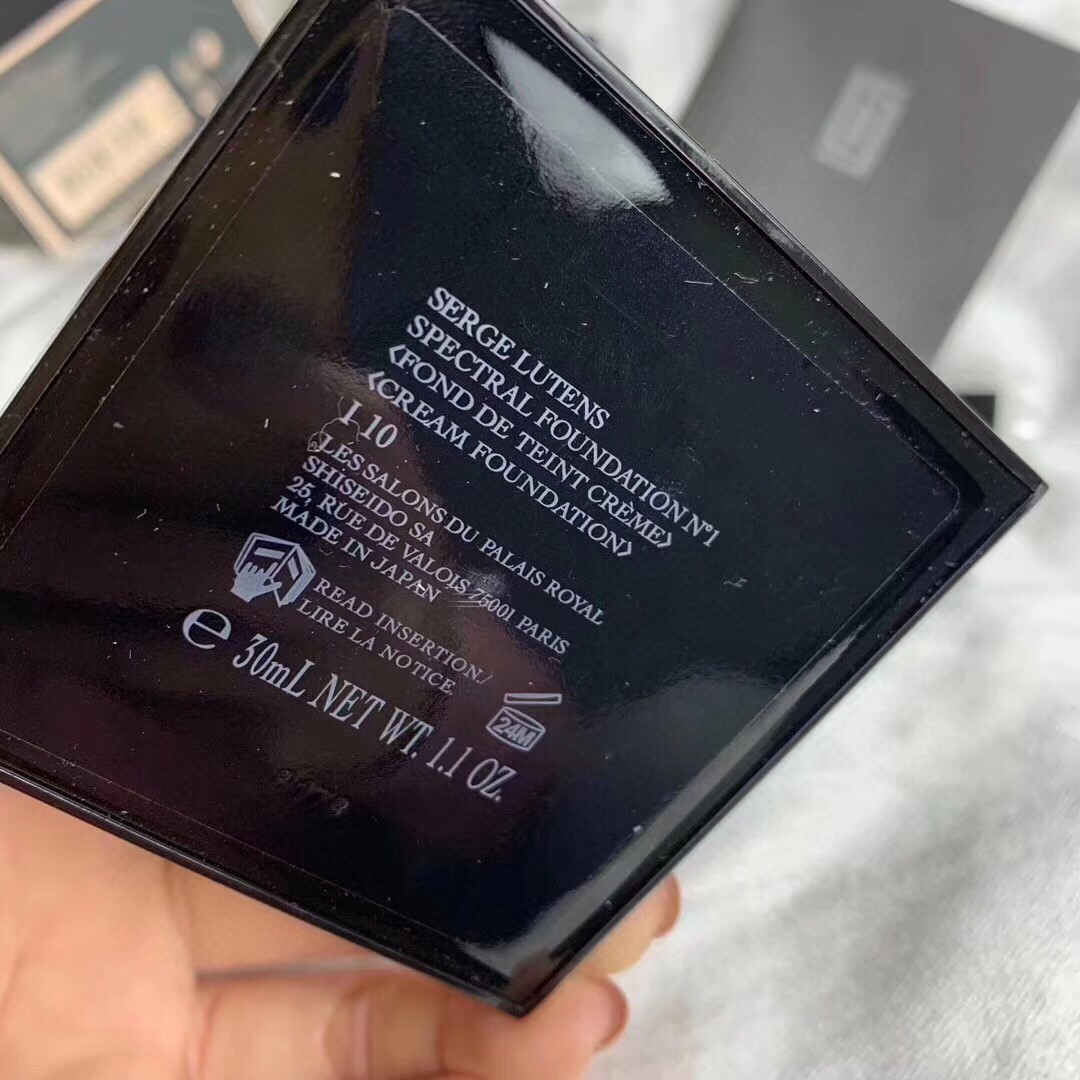 SERGE LUTENS
SPECTRAL FOUNDATION N°1
<FOND DE TEINT CRÈME>
<CREAM FOUNDATION>
I 10
LES SALONS DU PALAIS ROYAL
SHISEIDO SA
25, RUE DE VALOIS 75001 PARIS
MADE IN JAPAN
READ INSERTION./
LIRE LA NOTICE
24M
e 30mL NET WT. 1.1 OZ.